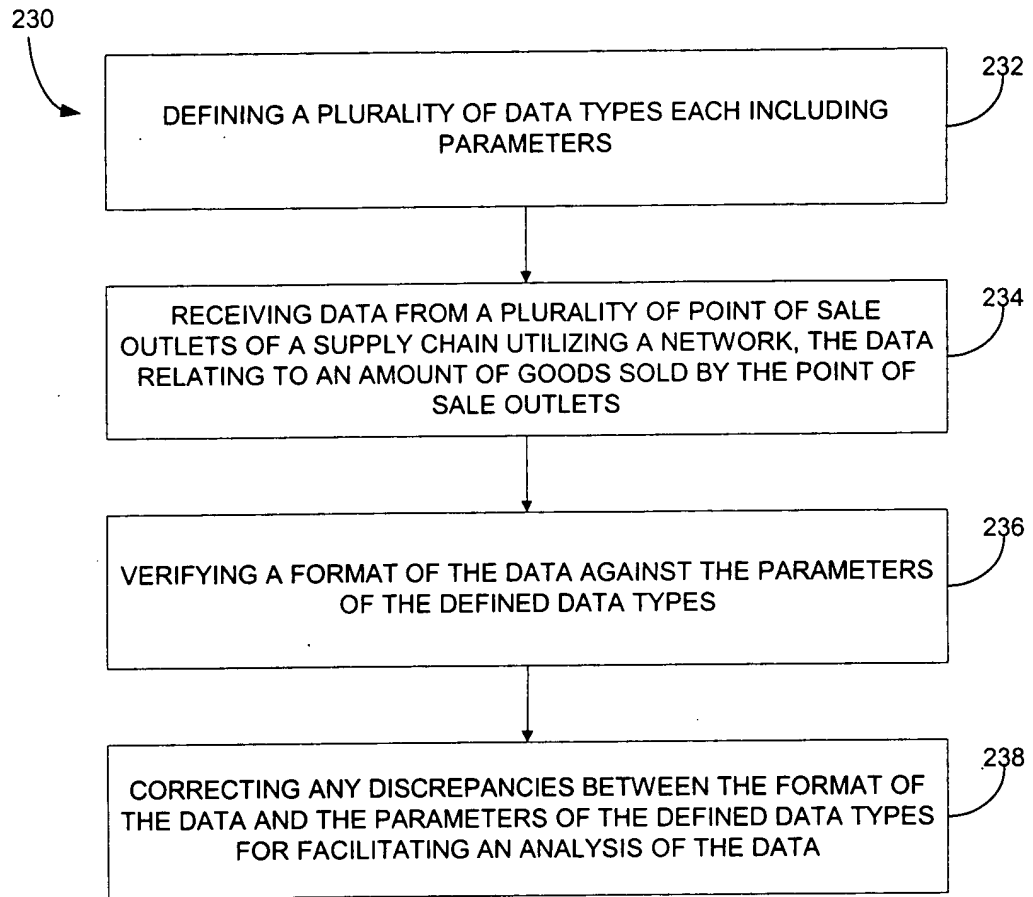 230
232
DEFINING A PLURALITY OF DATA TYPES EACH INCLUDING
PARAMETERS
234
RECEIVING DATA FROM A PLURALITY OF POINT OF SALE
OUTLETS OF A SUPPLY CHAIN UTILIZING A NETWORK, THE DATA
RELATING TO AN AMOUNT OF GOODS SOLD BY THE POINT OF
SALE OUTLETS
236
VERIFYING A FORMAT OF THE DATA AGAINST THE PARAMETERS
OF THE DEFINED DATA TYPES
238
CORRECTING ANY DISCREPANCIES BETWEEN THE FORMAT OF
THE DATA AND THE PARAMETERS OF THE DEFINED DATA TYPES
FOR FACILITATING AN ANALYSIS OF THE DATA